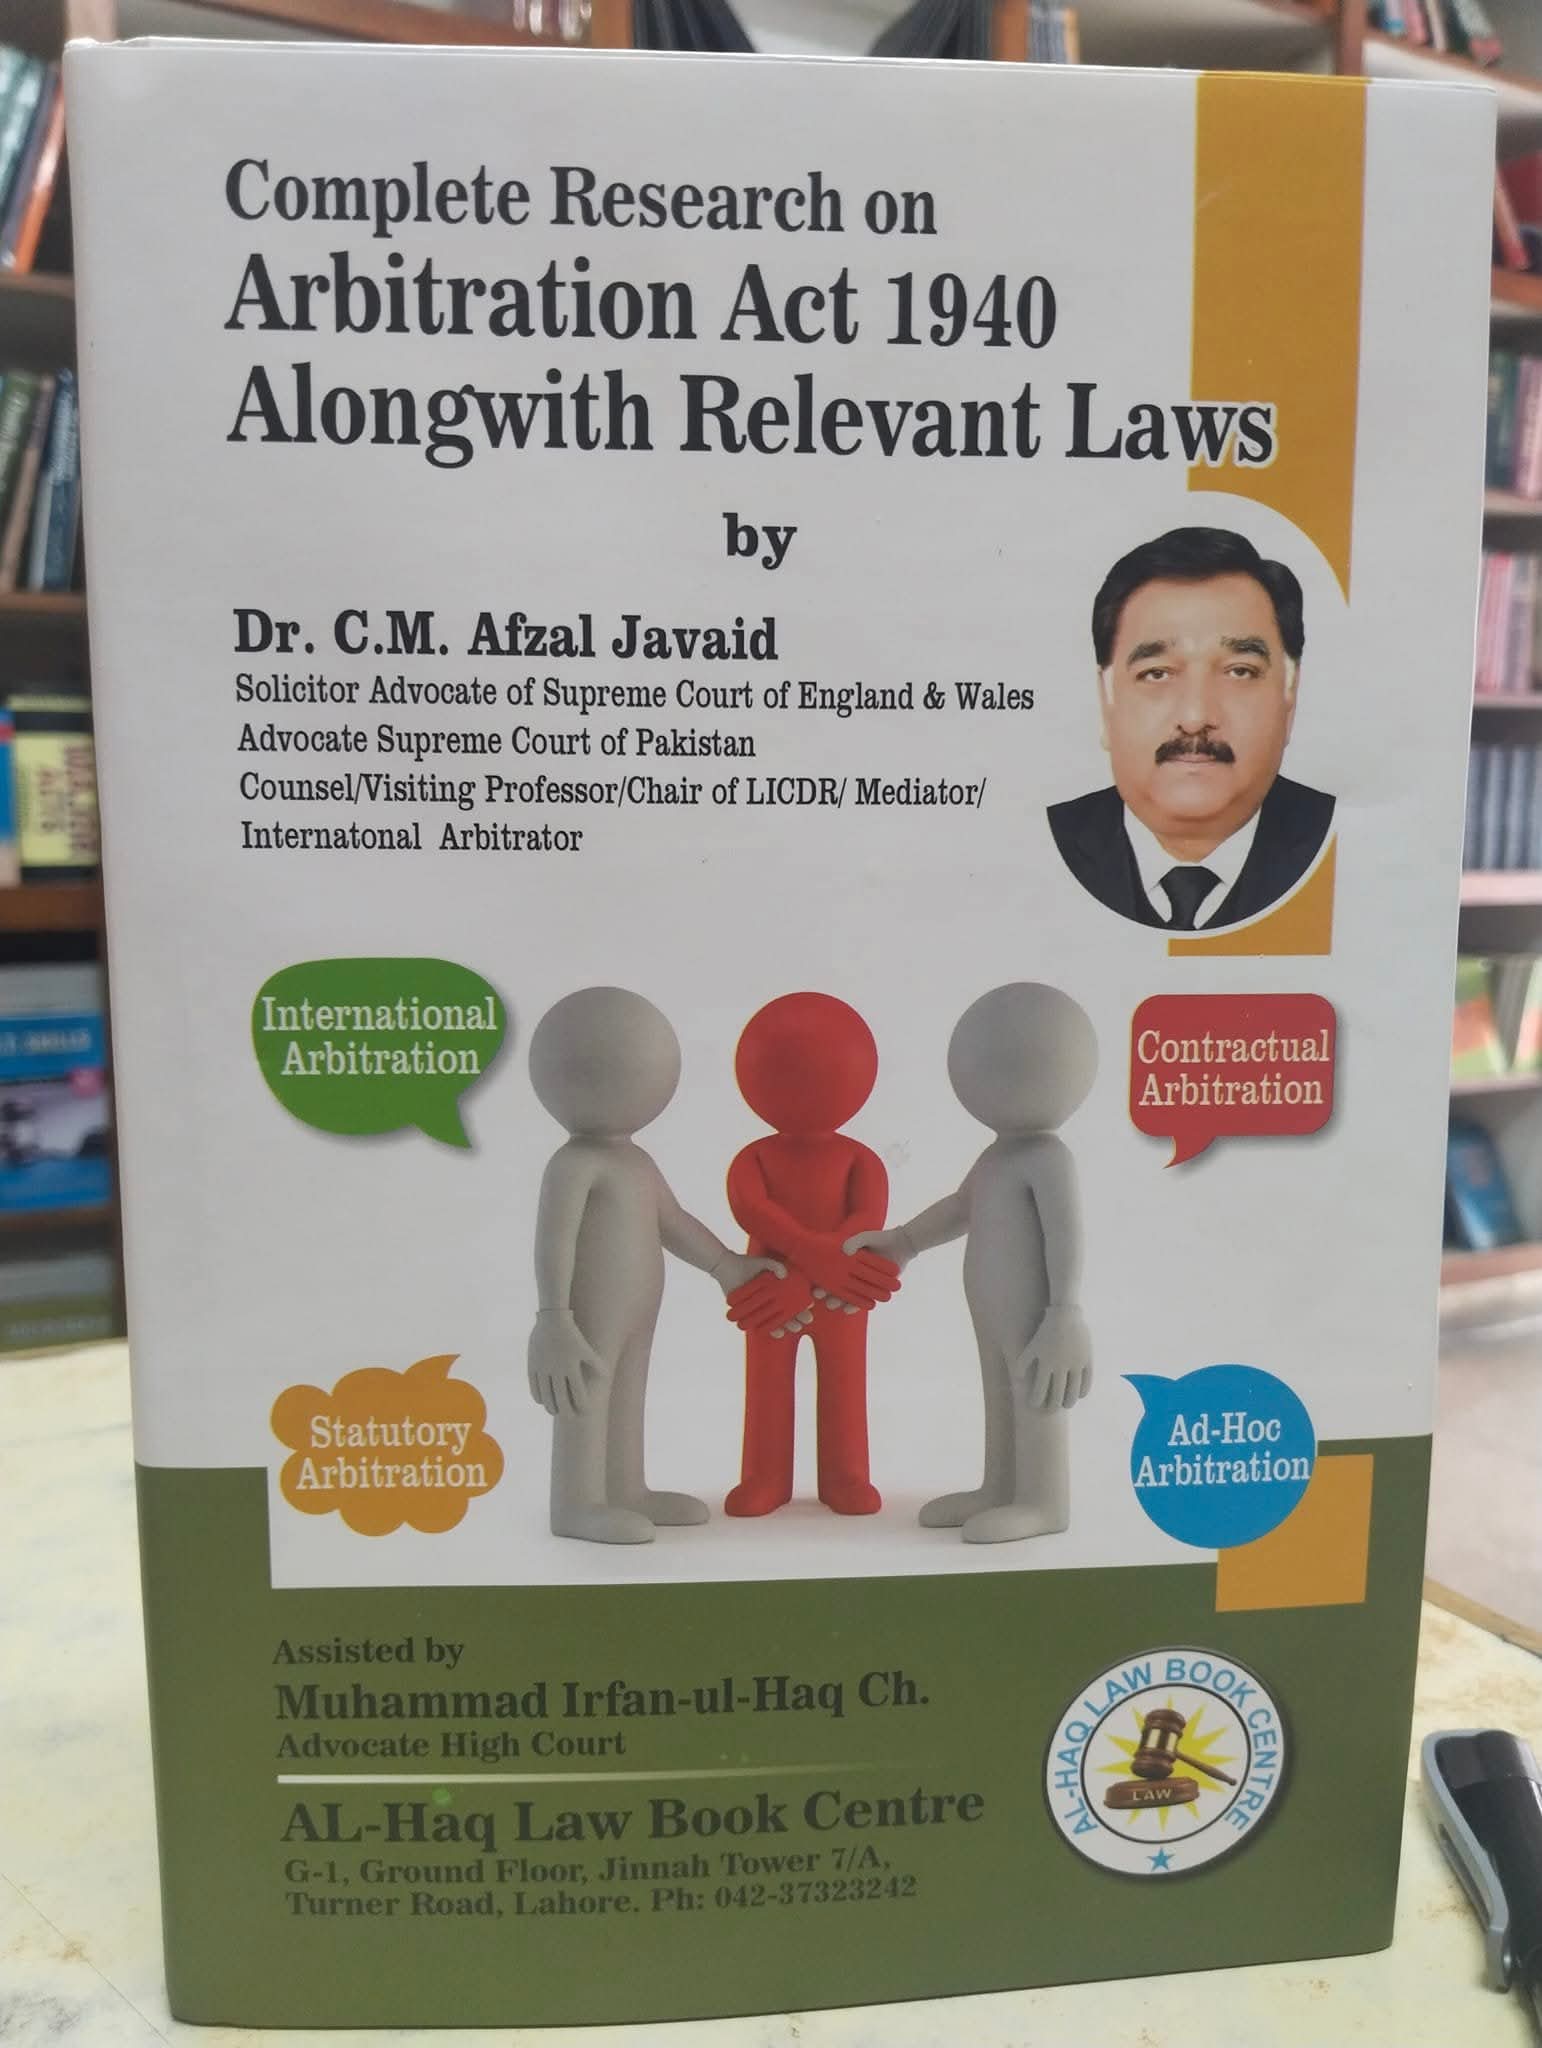 Complete Research on
Arbitration Act 1940
Alongwith Relevant Laws
by
Dr. C.M. Afzal Javaid
Solicitor Advocate of Supreme Court of England & Wales
Advocate Supreme Court of Pakistan
Counsel/Visiting Professor/Chair of LICDR/ Mediator/
Internatonal Arbitrator
International
Arbitration
Contractual
Arbitration
Statutory
Arbitration
Ad-Hoc
Arbitration
Assisted by
Muhammad Irfan-ul-Haq Ch.
Advocate High Court
AL-Haq Law Book Centre
G-1, Ground Floor, Jinnah Tower 7/A,
Turner Road, Lahore. Ph: 042-37323242
AL-HAQ LAW BOOK CENTRE
LAW